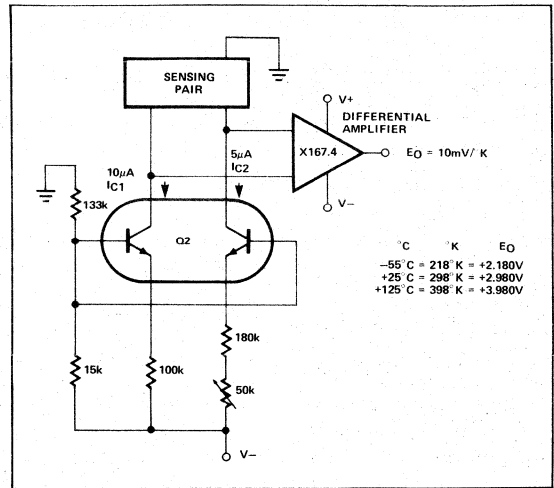 SENSING
PAIR
V+
DIFFERENTIAL
AMPLIFIER
X167.4
EO = 10mV/ K
V–
10μA
IC1
5μA
IC2
133k
Q2
°C °K EO
–55°C = 218°K = +2.180V
+25°C = 298°K = +2.980V
+125°C = 398°K = +3.980V
180k
15k
100k
50k
V–